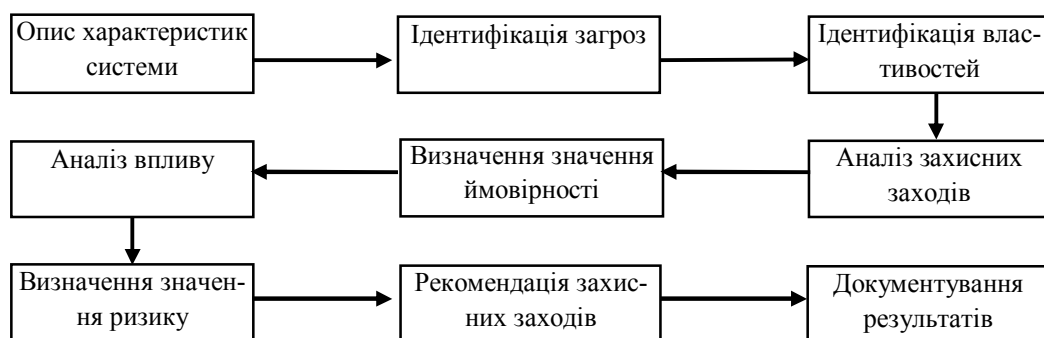 Опис характеристик
системи
Ідентифікація загроз
Ідентифікація влас-
тивостей
Аналіз впливу
Визначення значення
ймовірності
Аналіз захисних
заходів
Визначення значен-
ня ризику
Рекомендація захис-
них заходів
Документування
результатів